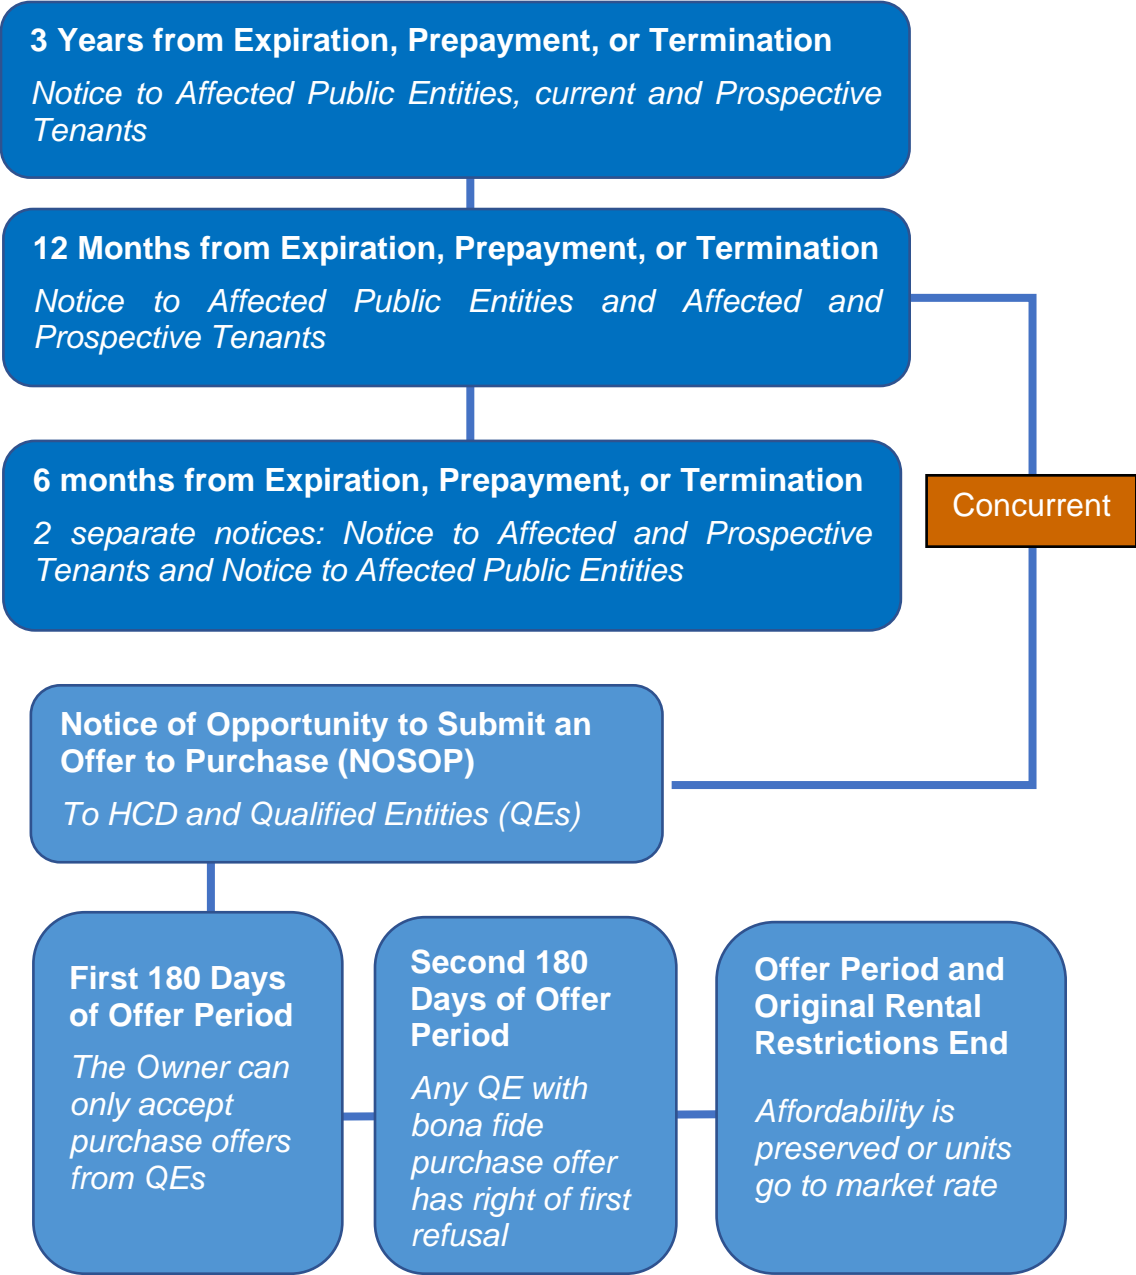 3 Years from Expiration, Prepayment, or Termination
Notice to Affected Public Entities, current and Prospective
Tenants
12 Months from Expiration, Prepayment, or Termination
Notice to Affected Public Entities and Affected and
Prospective Tenants
6 months from Expiration, Prepayment, or Termination
2 separate notices: Notice to Affected and Prospective
Tenants and Notice to Affected Public Entities
Concurrent
Notice of Opportunity to Submit an
Offer to Purchase (NOSOP)
To HCD and Qualified Entities (QEs)
First 180 Days
of Offer Period
The Owner can
only accept
purchase offers
from QEs
Second 180
Days of Offer
Period
Any QE with
bona fide
purchase offer
has right of first
refusal
Offer Period and
Original Rental
Restrictions End
Affordability is
preserved or units
go to market rate